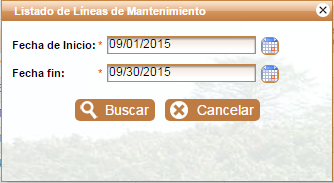 Listado de Líneas de Mantenimiento
Fecha de Inicio: * 09/01/2015
Fecha fin: * 09/30/2015
Buscar Cancelar